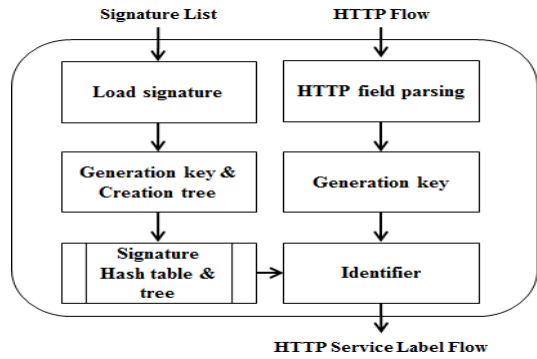 Signature List
HTTP Flow
Load signature
HTTP field parsing
Generation key &
Creation tree
Generation key
Signature
Hash table &
tree
Identifier
HTTP Service Label Flow